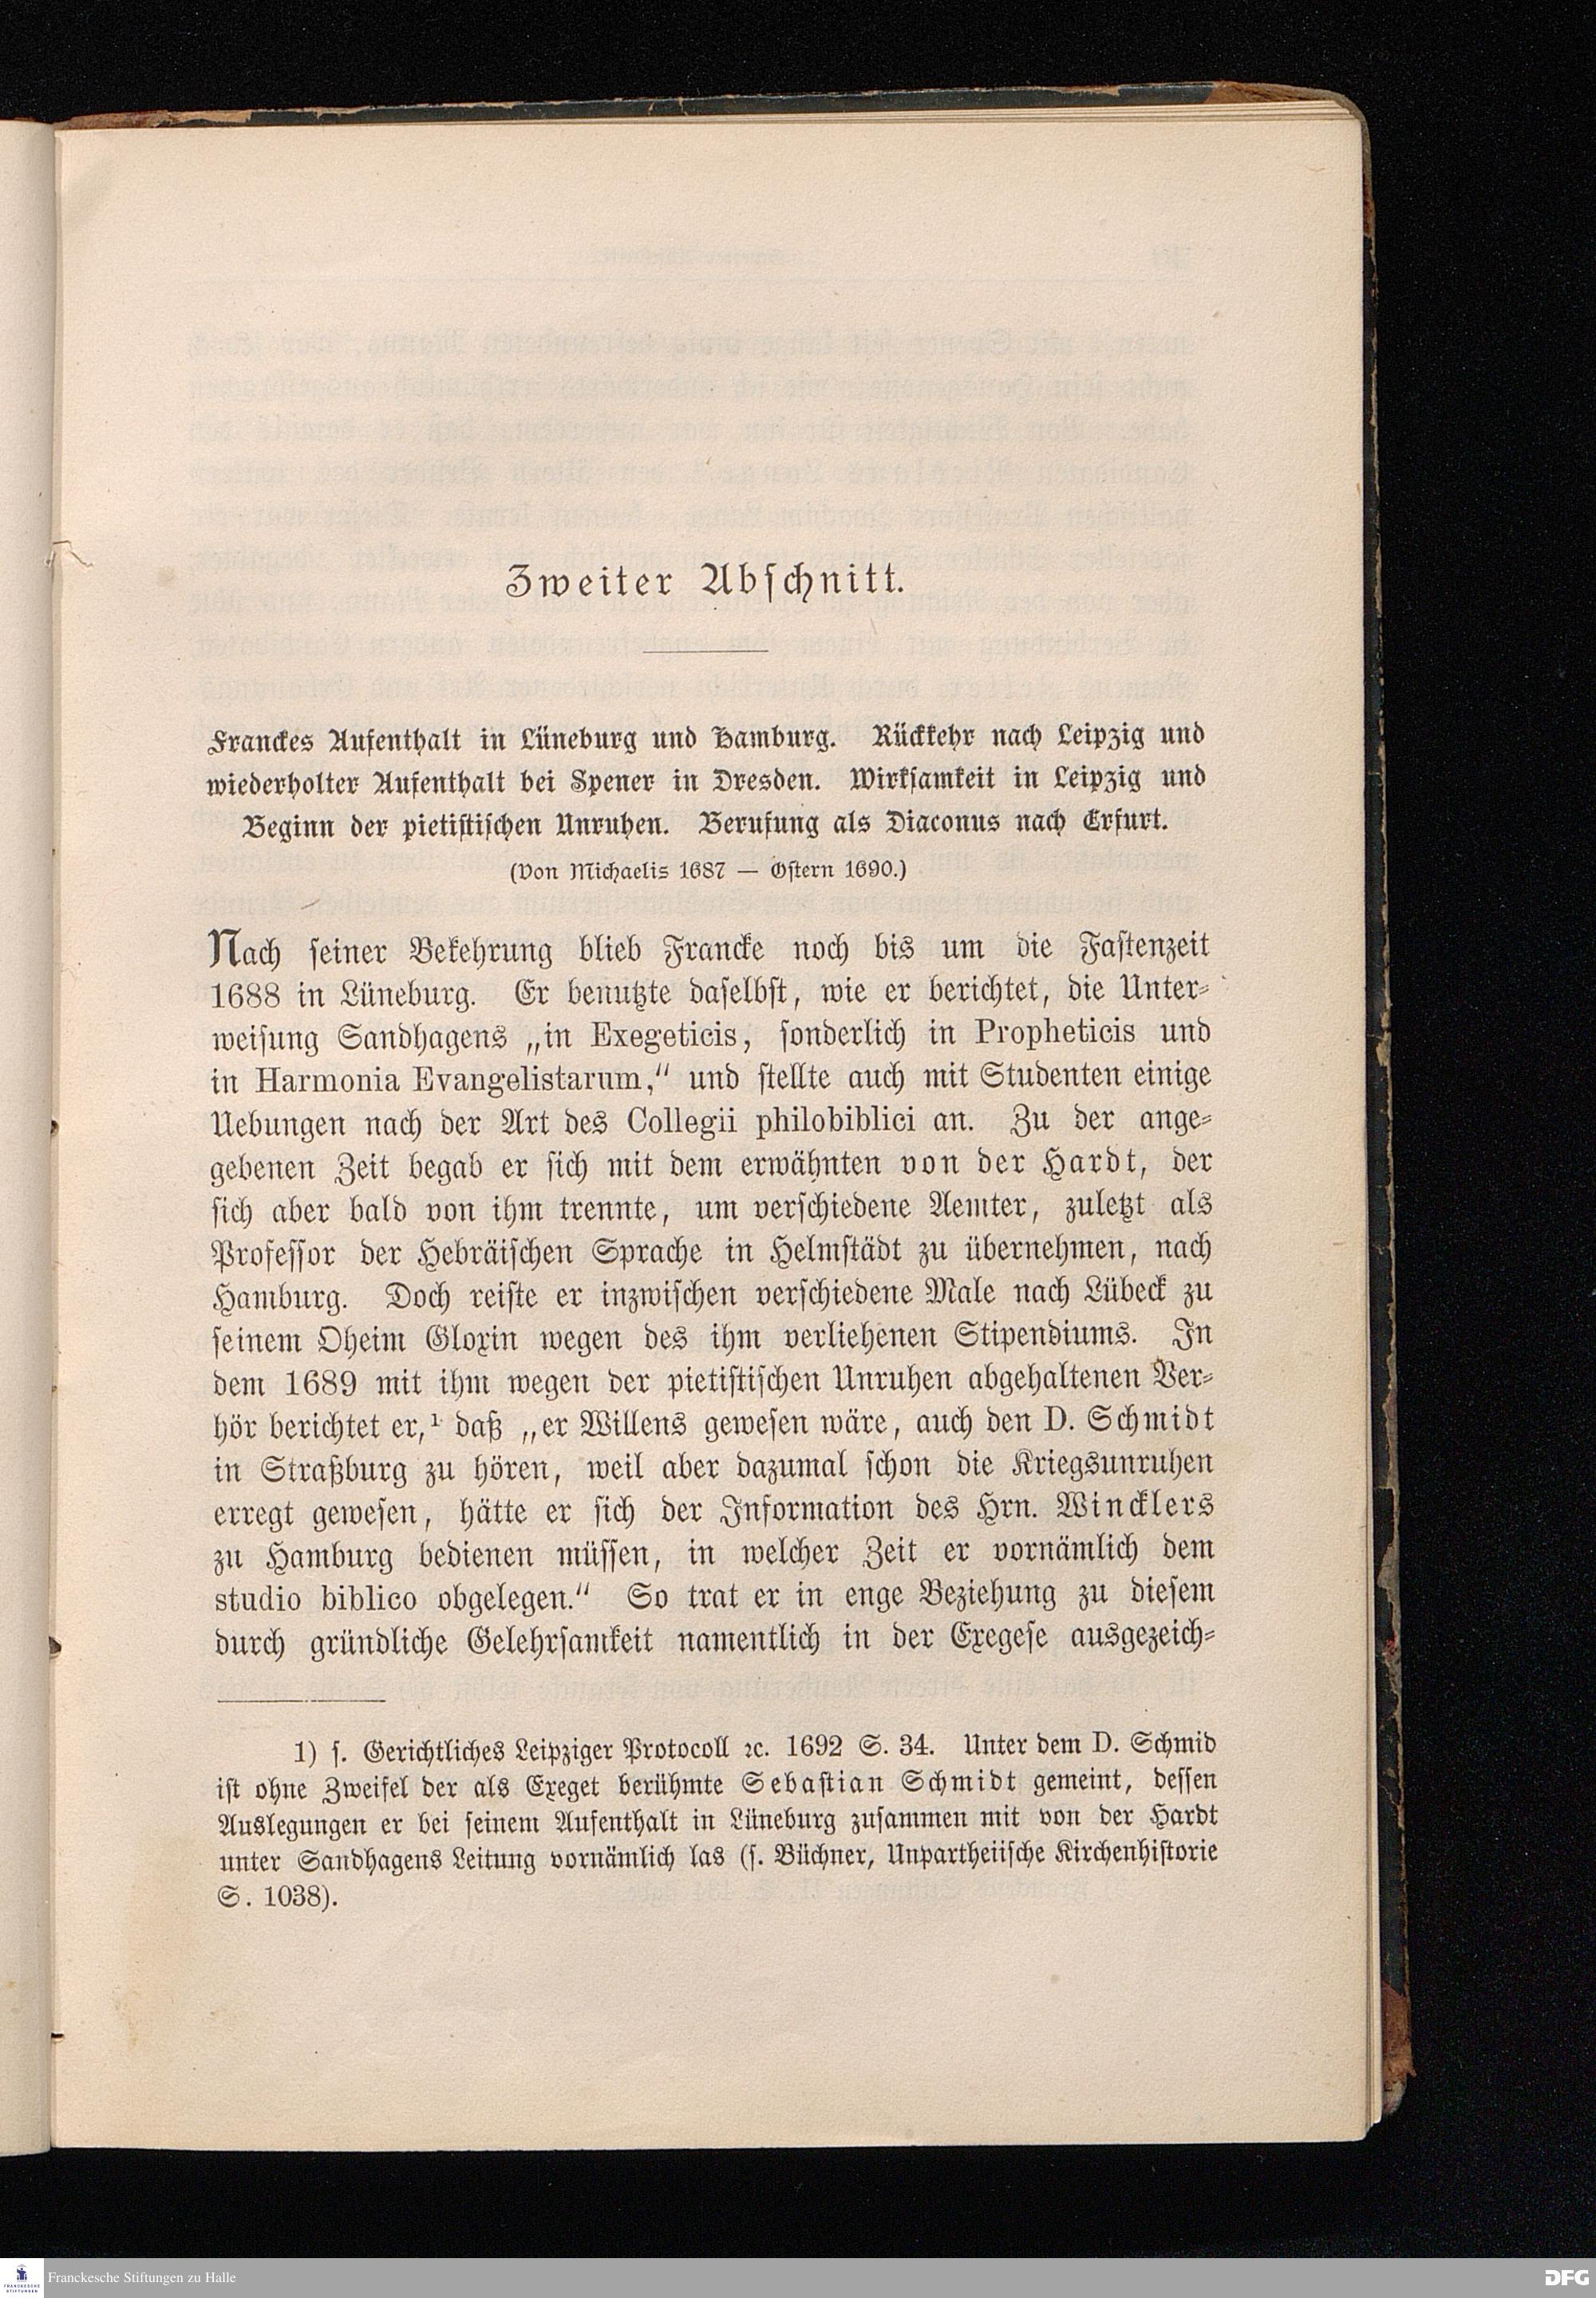 Zweiter Abschnitt.
Franckes Aufenthalt in Lüneburg und Hamburg. Rückkehr nach Leipzig und
wiederholter Aufenthalt bei Spener in Dresden. Wirksamkeit in Leipzig und
Beginn der pietistischen Unruhen. Berufung als Diaconus nach Erfurt.
(Von Michaelis 1687 — Ostern 1690.)
Nach seiner Bekehrung blieb Francke noch bis um die Fastenzeit
1688 in Lüneburg. Er benutzte daselbst, wie er berichtet, die Unter-
weisung Sandhagens „in Exegeticis, sonderlich in Propheticis und
in Harmonia Evangelistarum,“ und stellte auch mit Studenten einige
Uebungen nach der Art des Collegii philobiblici an. Zu der ange-
gebenen Zeit begab er sich mit dem erwähnten von der Hardt, der
sich aber bald von ihm trennte, um verschiedene Aemter, zuletzt als
Professor der Hebräischen Sprache in Helmstädt zu übernehmen, nach
Hamburg. Doch reiste er inzwischen verschiedene Male nach Lübeck zu
seinem Oheim Gloxin wegen des ihm verliehenen Stipendiums. In
dem 1689 mit ihm wegen der pietistischen Unruhen abgehaltenen Ver-
hör berichtet er,¹ daß „er Willens gewesen wäre, auch den D. Schmidt
in Straßburg zu hören, weil aber dazumal schon die Kriegsunruhen
erregt gewesen, hätte er sich der Information des Hrn. Wincklers
zu Hamburg bedienen müssen, in welcher Zeit er vornämlich dem
studio biblico obgelegen.“ So trat er in enge Beziehung zu diesem
durch gründliche Gelehrsamkeit namentlich in der Exegese ausgezeich-
1) s. Gerichtliches Leipziger Protocoll ꝛc. 1692 S. 34. Unter dem D. Schmid
ist ohne Zweifel der als Exeget berühmte Sebastian Schmidt gemeint, dessen
Auslegungen er bei seinem Aufenthalt in Lüneburg zusammen mit von der Hardt
unter Sandhagens Leitung vornämlich las (s. Büchner, Unpartheiische Kirchenhistorie
S. 1038).
FRANCKESCHE
STIFTUNGEN
Franckesche Stiftungen zu Halle
DFG